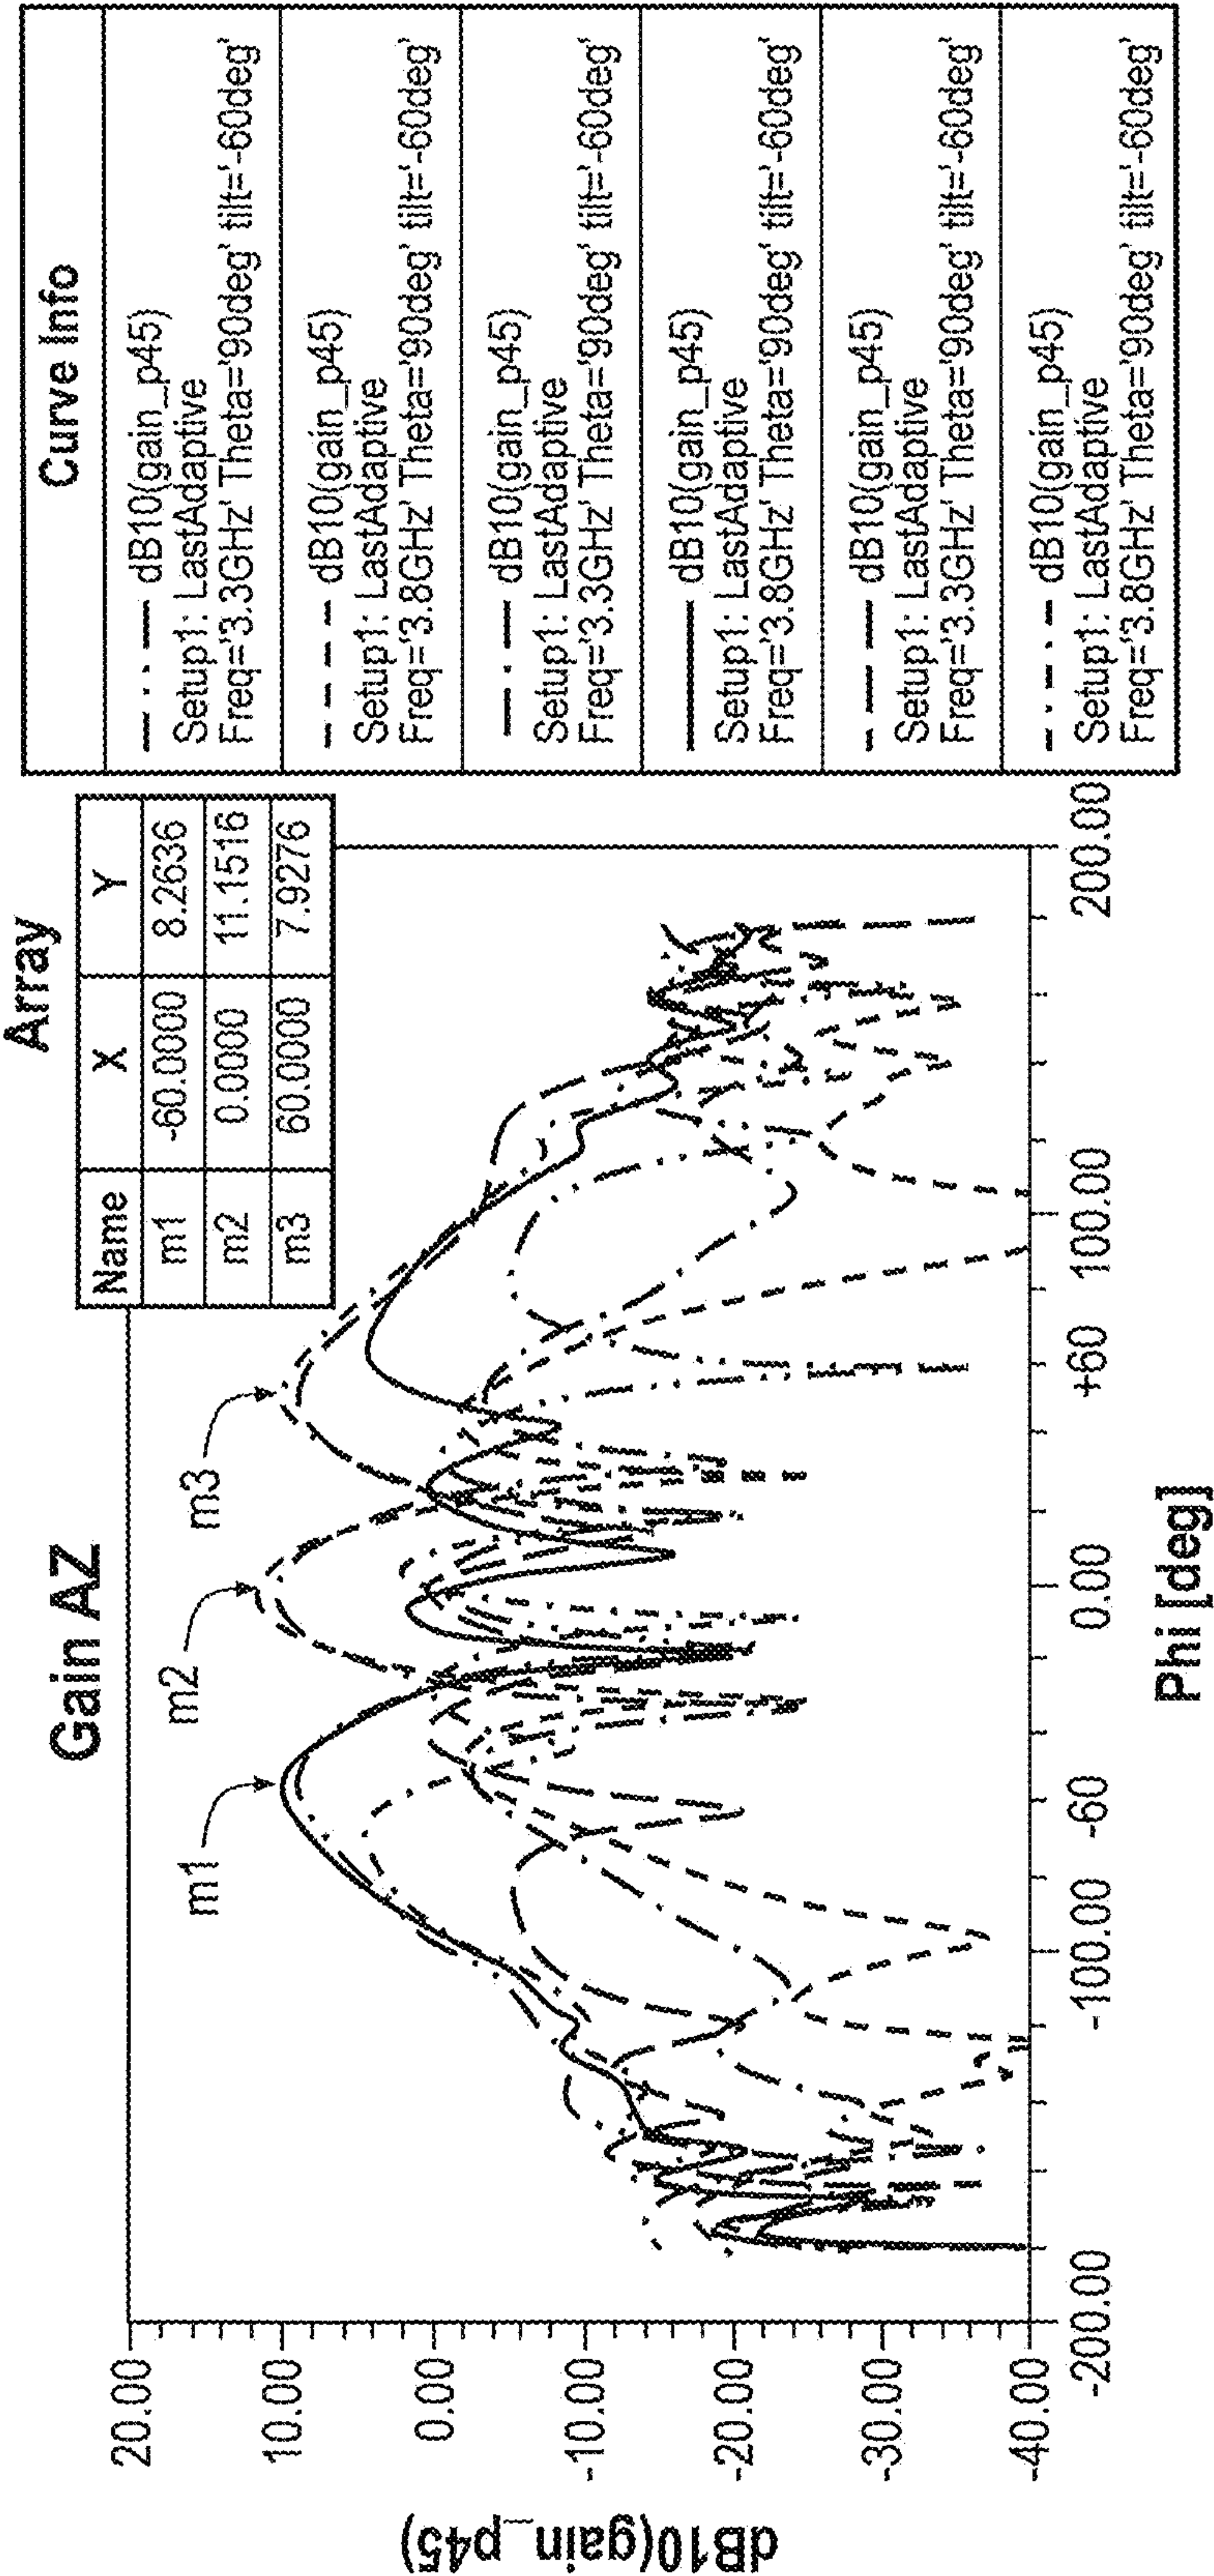 Gain AZ
Array
Name X Y
m1 -60.0000 8.2636
m2 0.0000 11.1516
m3 60.0000 7.9276
m1
m2
m3
20.00
10.00
0.00
-10.00
-20.00
-30.00
-40.00
dB10(gain_p45)
-200.00
-100.00
-60
0.00
+60
100.00
200.00
Phi [deg]
Curve Info
dB10(gain_p45)
Setup1: LastAdaptive
Freq='3.3GHz' Theta='90deg' tilt='-60deg'
dB10(gain_p45)
Setup1: LastAdaptive
Freq='3.8GHz' Theta='90deg' tilt='-60deg'
dB10(gain_p45)
Setup1: LastAdaptive
Freq='3.3GHz' Theta='90deg' tilt='-60deg'
dB10(gain_p45)
Setup1: LastAdaptive
Freq='3.8GHz' Theta='90deg' tilt='-60deg'
dB10(gain_p45)
Setup1: LastAdaptive
Freq='3.3GHz' Theta='90deg' tilt='-60deg'
dB10(gain_p45)
Setup1: LastAdaptive
Freq='3.8GHz' Theta='90deg' tilt='-60deg'